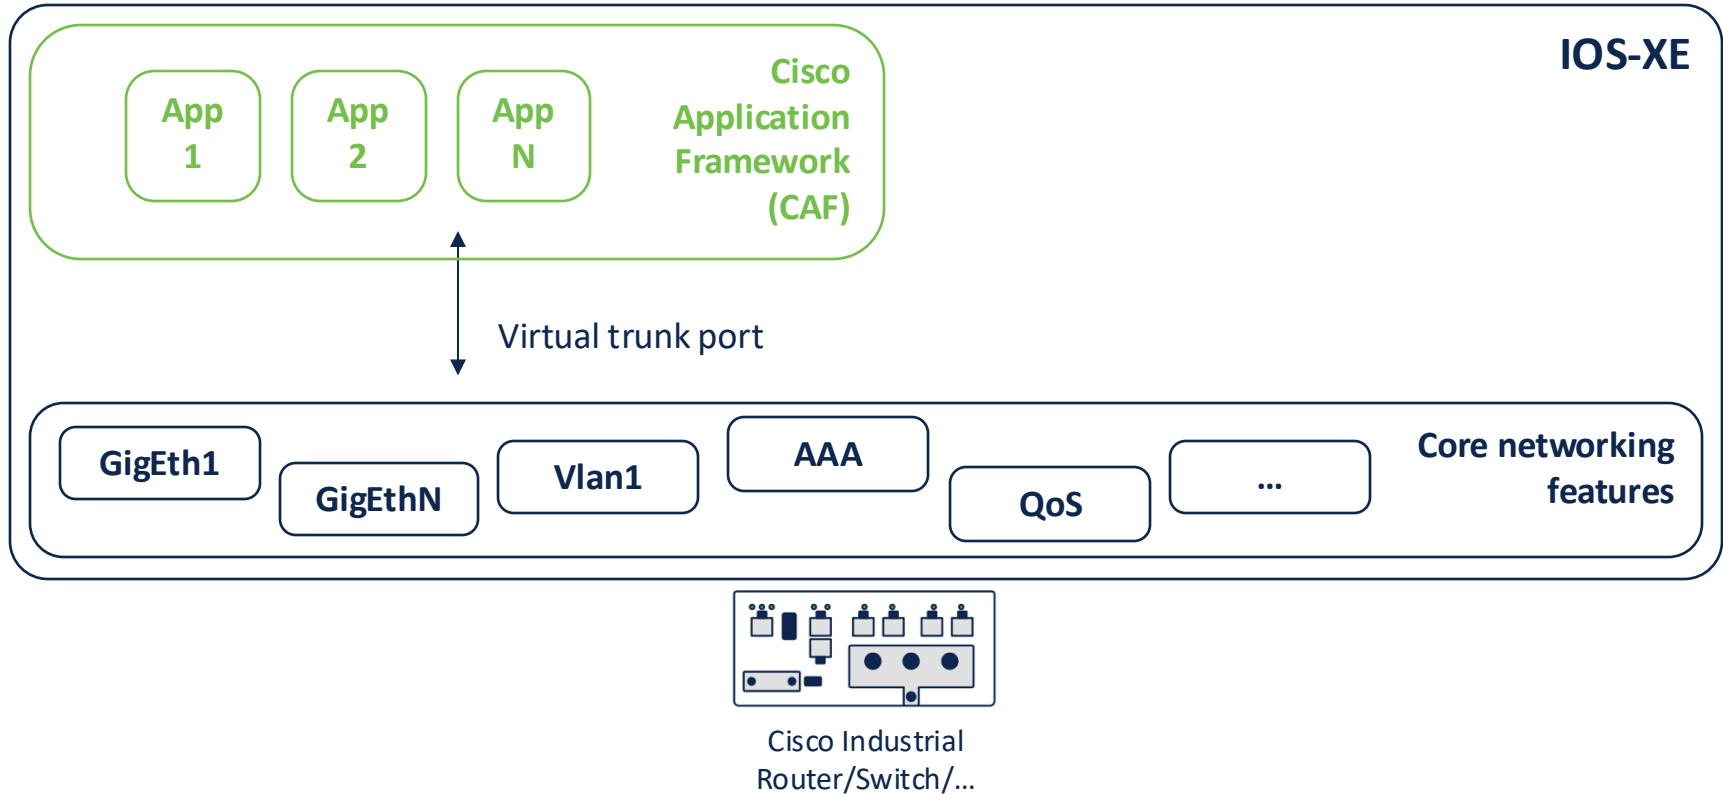 IOS-XE
Cisco
Application
Framework
(CAF)
App
1
App
2
App
N
Virtual trunk port
GigEth1
GigEthN
Vlan1
AAA
QoS
...
Core networking
features
Cisco Industrial
Router/Switch/...